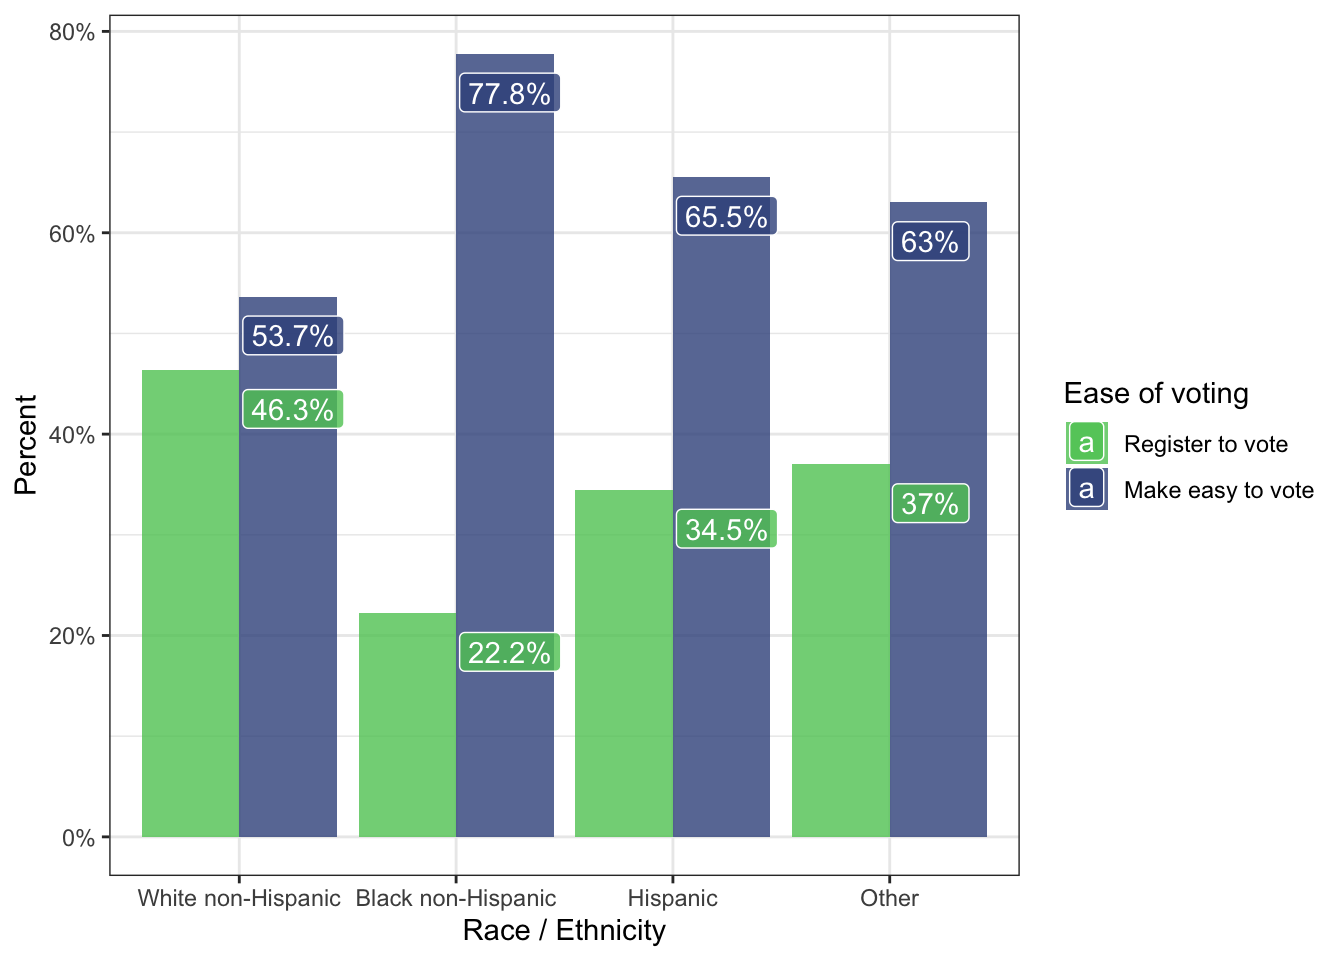 80%
60%
40%
20%
0%
Percent
77.8%
65.5%
63%
53.7%
46.3%
37%
34.5%
22.2%
White non-Hispanic
Black non-Hispanic
Hispanic
Other
Race / Ethnicity
Ease of voting
a Register to vote
a Make easy to vote